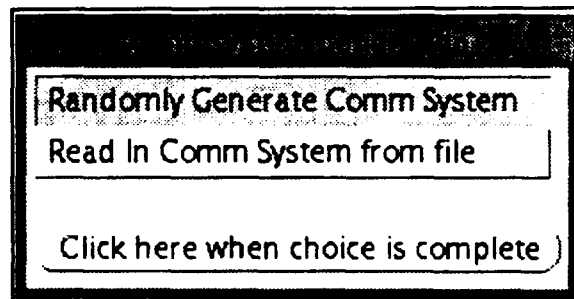 Randomly Generate Comm System
Read In Comm System from file
Click here when choice is complete